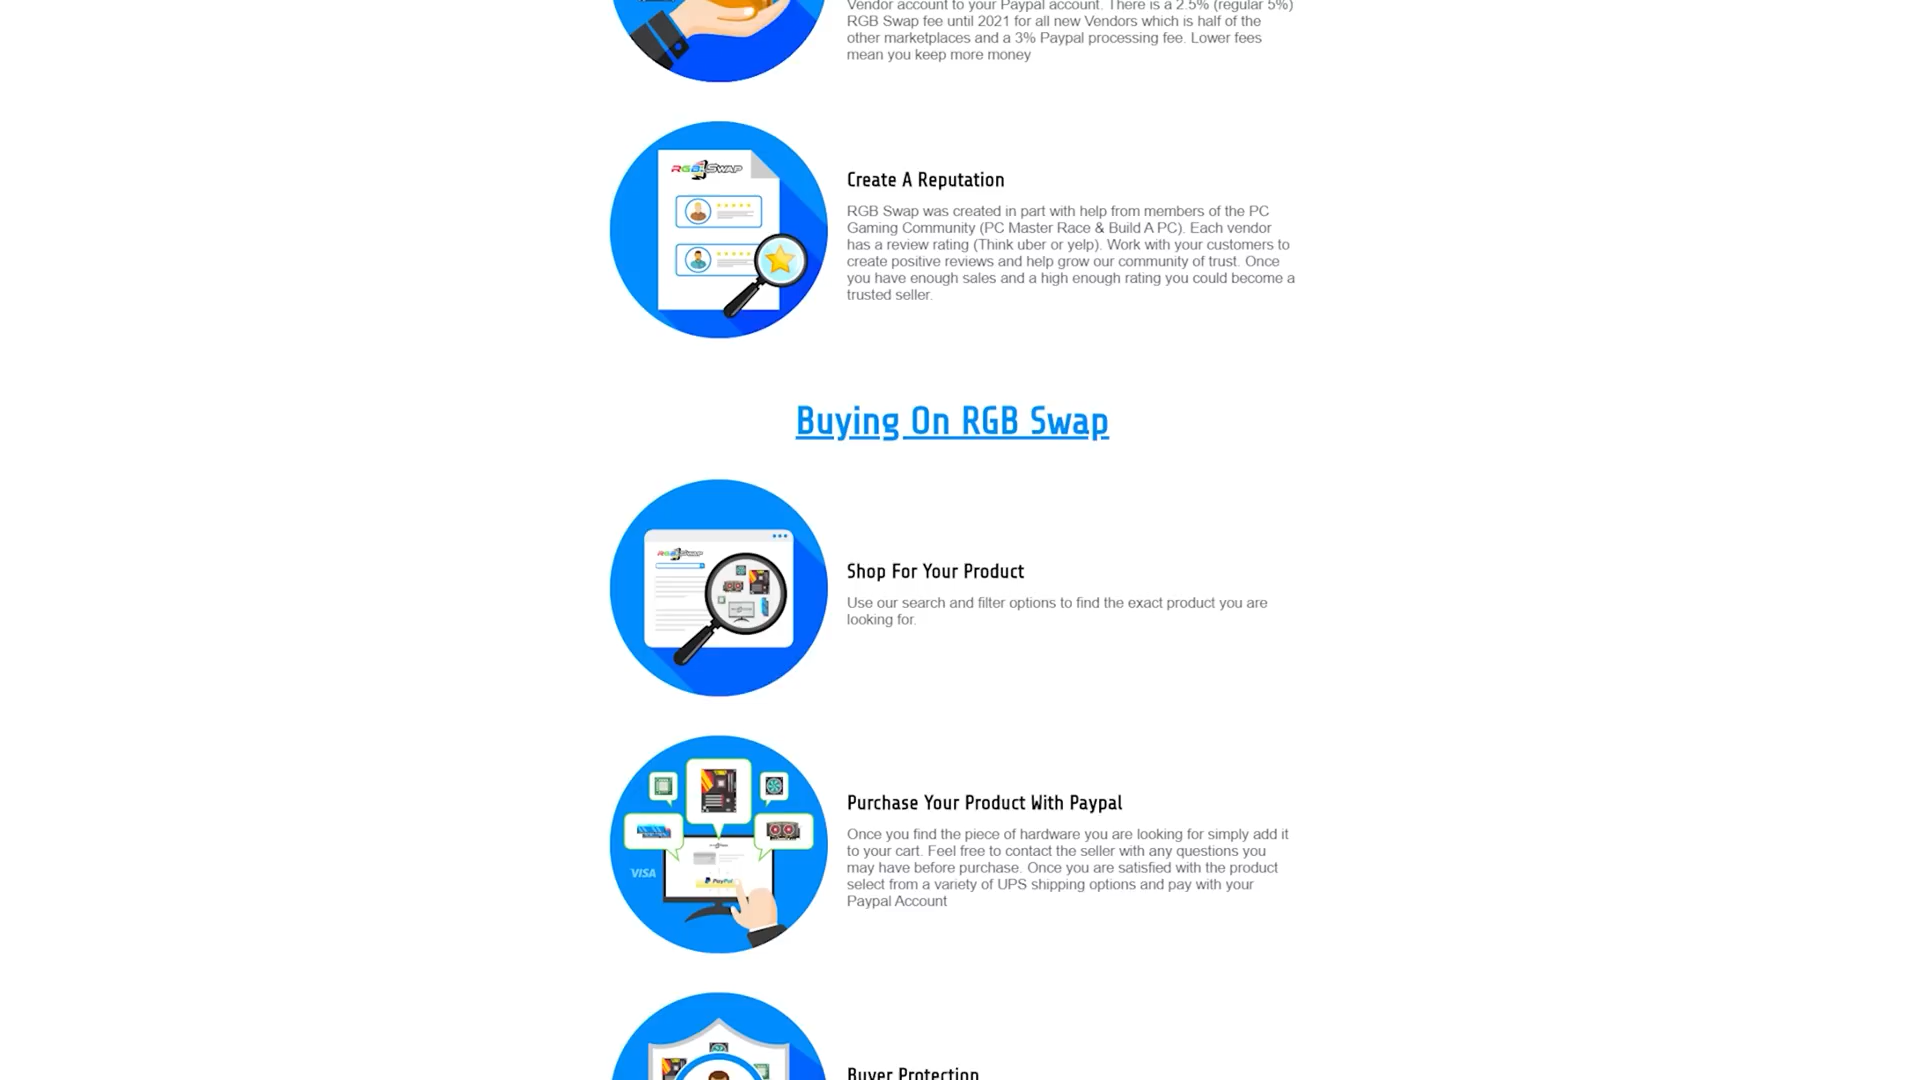 Vendor account to your Paypal account. There is a 2.5% (regular 5%)
RGB Swap fee until 2021 for all new Vendors which is half of the
other marketplaces and a 3% Paypal processing fee. Lower fees
mean you keep more money
RGB SWAP
Create A Reputation
RGB Swap was created in part with help from members of the PC
Gaming Community (PC Master Race & Build A PC). Each vendor
has a review rating (Think uber or yelp). Work with your customers to
create positive reviews and help grow our community of trust. Once
you have enough sales and a high enough rating you could become a
trusted seller.
Buying On RGB Swap
RGB SWAP
Shop For Your Product
Use our search and filter options to find the exact product you are
looking for.
Purchase Your Product With Paypal
Once you find the piece of hardware you are looking for simply add it
to your cart. Feel free to contact the seller with any questions you
may have before purchase. Once you are satisfied with the product
select from a variety of UPS shipping options and pay with your
Paypal Account
VISA
PayPal
Buyer Protection